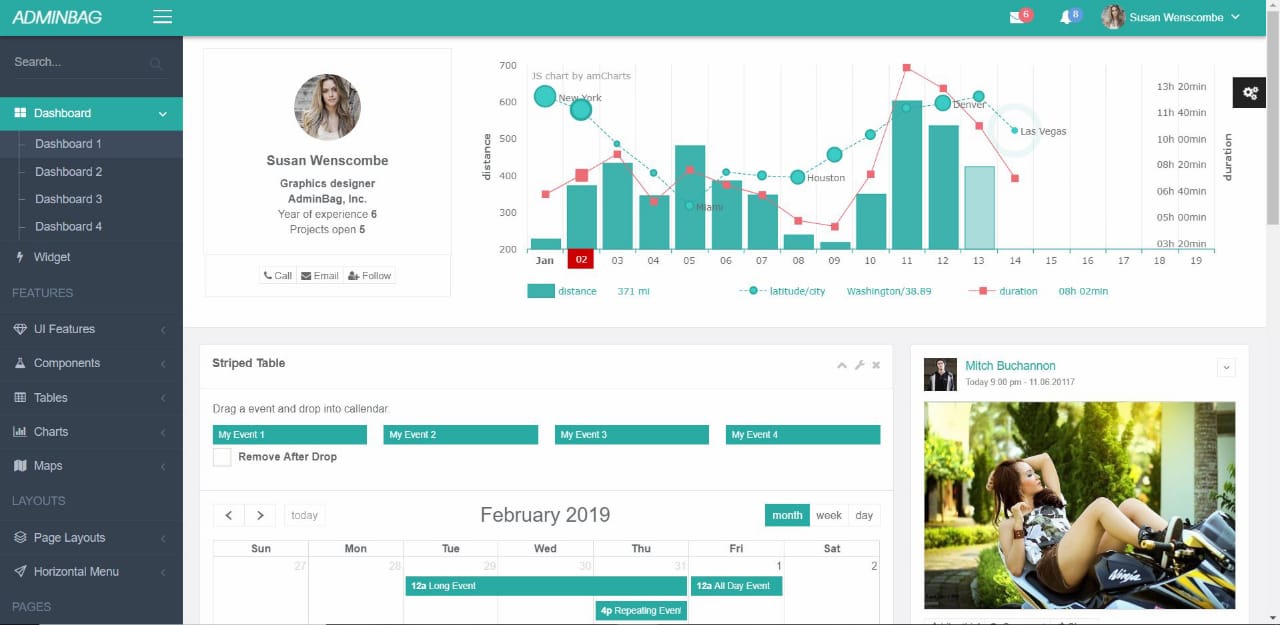 ADMINBAG
6
8
Susan Wenscombe
Search...
Dashboard
Dashboard 1
Dashboard 2
Dashboard 3
Dashboard 4
Widget
FEATURES
UI Features
Components
Tables
Charts
Maps
LAYOUTS
Page Layouts
Horizontal Menu
PAGES
Susan Wenscombe
Graphics designer
AdminBag, Inc.
Year of experience 6
Projects open 5
Call Email Follow
JS chart by amCharts
distance
700
600
500
400
300
200
New York
Miami
Houston
Denver
Las Vegas
13h 20min
11h 40min
10h 00min
08h 20min
06h 40min
05h 00min
03h 20min
duration
Jan 02 03 04 05 06 07 08 09 10 11 12 13 14 15 16 17 18 19
distance 371 mi latitude/city Washington/38.89 duration 08h 02min
Striped Table
Drag a event and drop into callendar.
My Event 1 My Event 2 My Event 3 My Event 4
Remove After Drop
today February 2019 month week day
Sun Mon Tue Wed Thu Fri Sat
27 28 29 30 31 1 2
12a Long Event 12a All Day Event
4p Repeating Event
Mitch Buchannon
Today 9:00 pm - 11.06.20117
Ninja